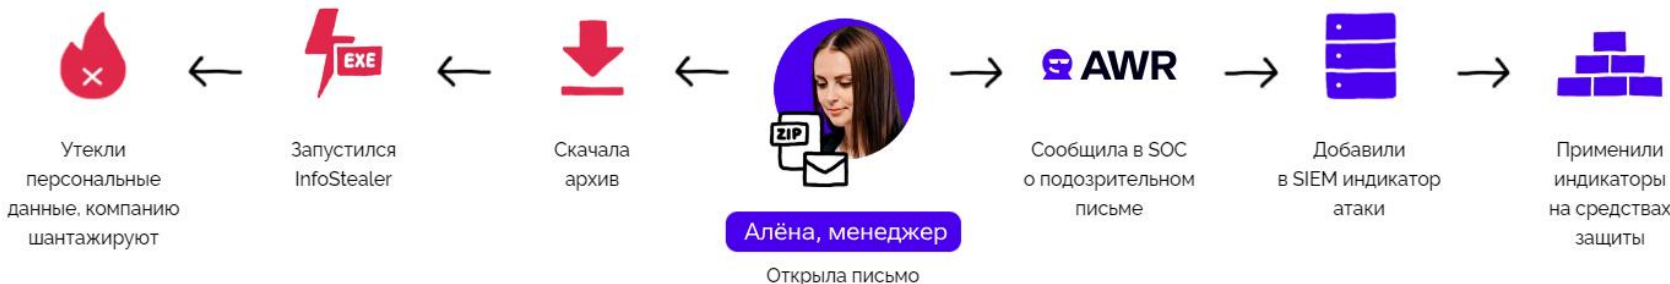 EXE
ZIP
AWR
Утекли
персональные
данные, компанию
шантажируют
Запустился
InfoStealer
Скачала
архив
Алёна, менеджер
Открыла письмо
Сообщила в SOC
о подозрительном
письме
Добавили
в SIEM индикатор
атаки
Применили
индикаторы
на средствах
защиты